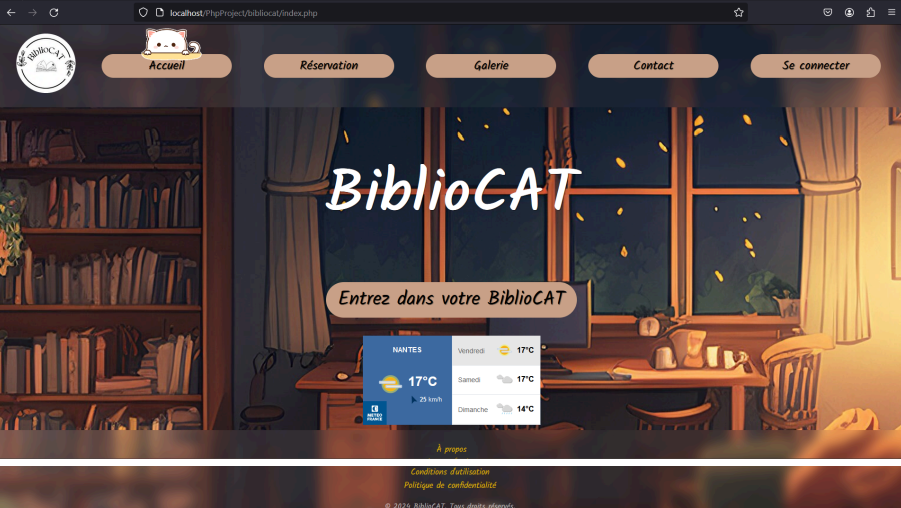 localhost/PhpProject/bibliocat/index.php
BiblioCAT
Accueil
Réservation
Galerie
Contact
Se connecter
BiblioCAT
Entrez dans votre BiblioCAT
NANTES
17°C
25 km/h
METEO
FRANCE
Vendredi 17°C
Samedi 17°C
Dimanche 14°C
À propos
Conditions d'utilisation
Politique de confidentialité
© 2024 BiblioCAT. Tous droits réservés.